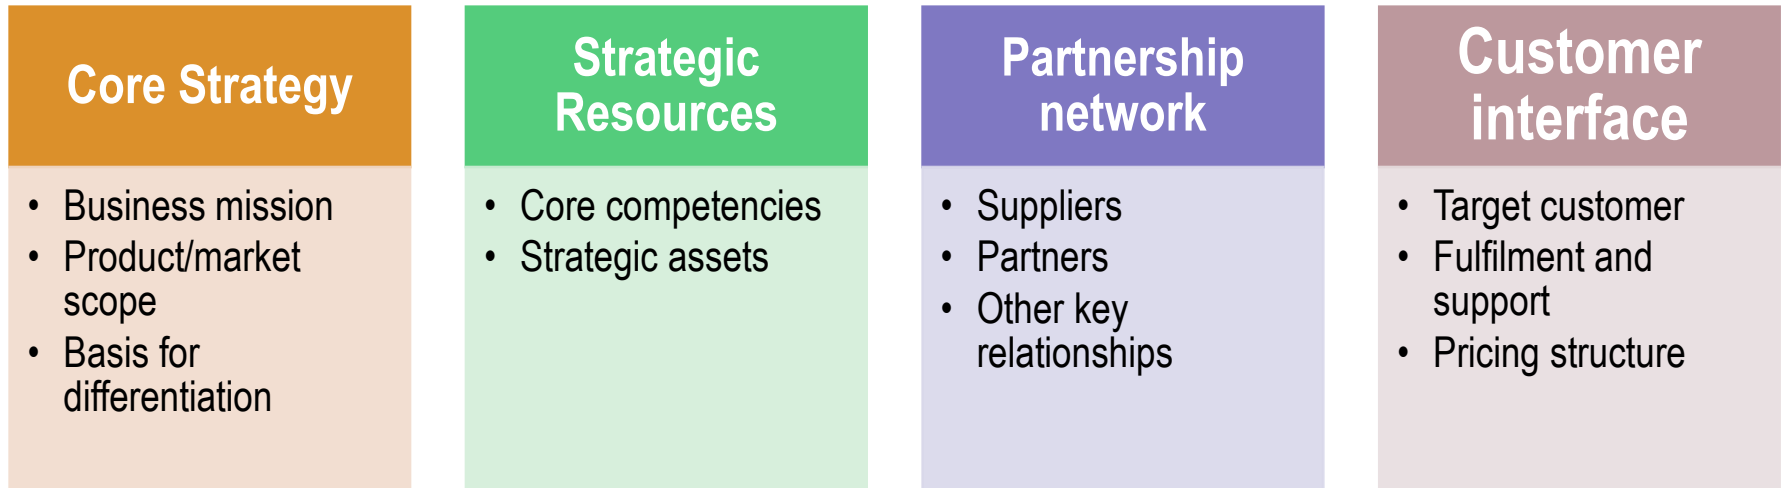 Core Strategy
• Business mission
• Product/market
scope
• Basis for
differentiation
Strategic
Resources
• Core competencies
• Strategic assets
Partnership
network
• Suppliers
• Partners
• Other key
relationships
Customer
interface
• Target customer
• Fulfilment and
support
• Pricing structure